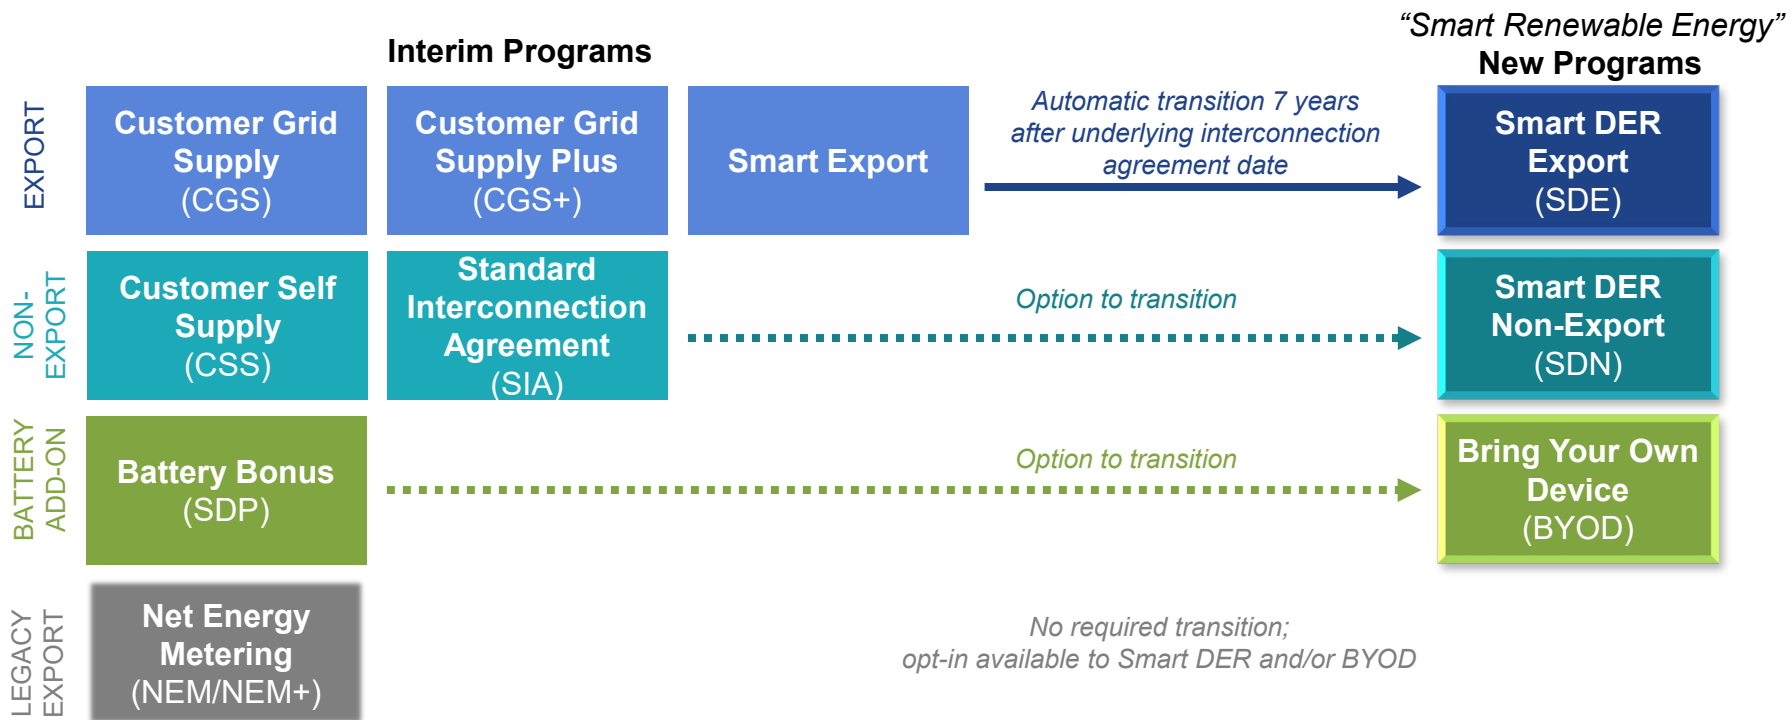 Interim Programs
“Smart Renewable Energy”
New Programs
EXPORT
Customer Grid
Supply
(CGS)
Customer Grid
Supply Plus
(CGS+)
Smart Export
Automatic transition 7 years
after underlying interconnection
agreement date
Smart DER
Export
(SDE)
NON-
EXPORT
Customer Self
Supply
(CSS)
Standard
Interconnection
Agreement
(SIA)
Option to transition
Smart DER
Non-Export
(SDN)
BATTERY
ADD-ON
Battery Bonus
(SDP)
Option to transition
Bring Your Own
Device
(BYOD)
LEGACY
EXPORT
Net Energy
Metering
(NEM/NEM+)
No required transition;
opt-in available to Smart DER and/or BYOD